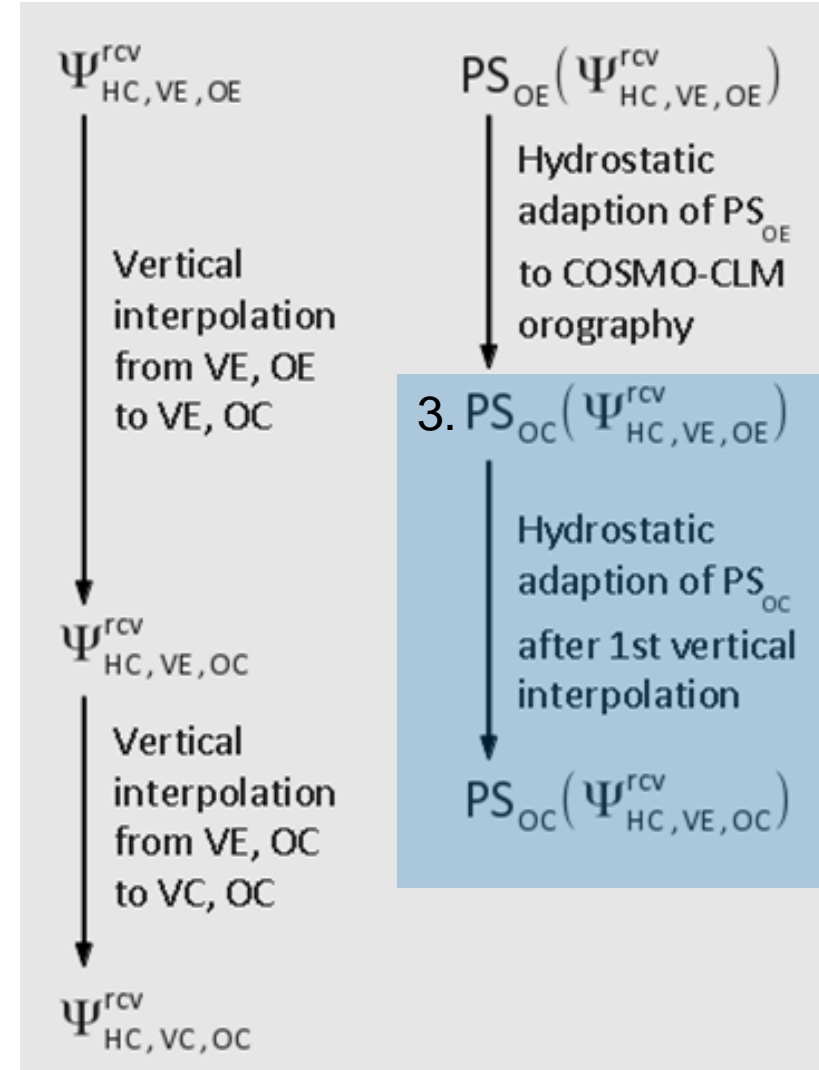 Ψ^rcv_HC,VE,OE
Vertical
interpolation
from VE, OE
to VE, OC
Ψ^rcv_HC,VE,OC
Vertical
interpolation
from VE, OC
to VC, OC
Ψ^rcv_HC,VC,OC
PS_OE(Ψ^rcv_HC,VE,OE)
Hydrostatic
adaption of PS_OE
to COSMO-CLM
orography
3. PS_OC(Ψ^rcv_HC,VE,OE)
Hydrostatic
adaption of PS_OC
after 1st vertical
interpolation
PS_OC(Ψ^rcv_HC,VE,OC)